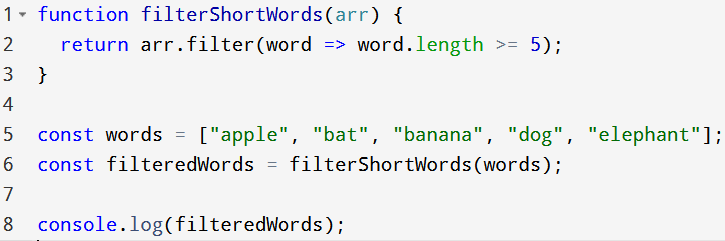 1 function filterShortWords(arr) {
2   return arr.filter(word => word.length >= 5);
3 }
4
5 const words = ["apple", "bat", "banana", "dog", "elephant"];
6 const filteredWords = filterShortWords(words);
7
8 console.log(filteredWords);